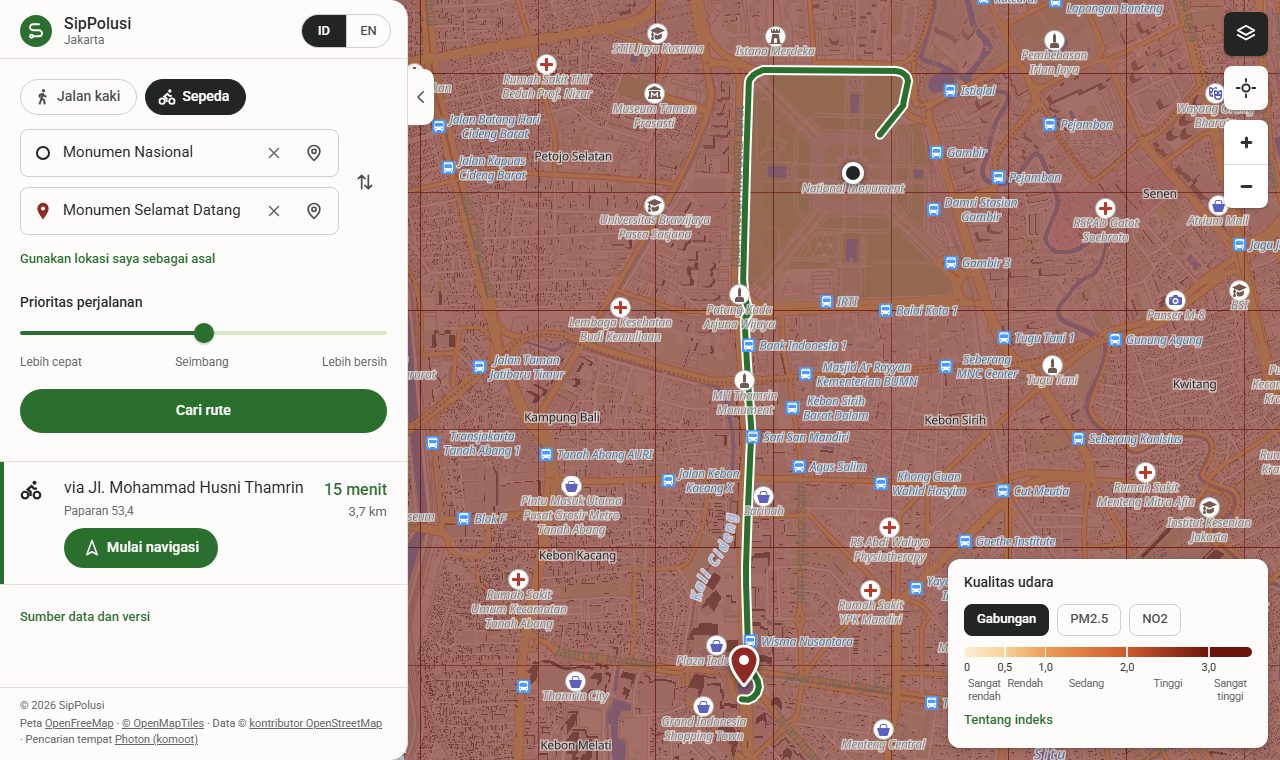 SipPolusi
Jakarta
ID
EN
Jalan kaki
Sepeda
Monumen Nasional
Monumen Selamat Datang
Gunakan lokasi saya sebagai asal
Prioritas perjalanan
Lebih cepat
Seimbang
Lebih bersih
Cari rute
via Jl. Mohammad Husni Thamrin
15 menit
Paparan 53,4
3,7 km
Mulai navigasi
Sumber data dan versi
© 2026 SipPolusi
Peta OpenFreeMap · © OpenMapTiles · Data © kontributor OpenStreetMap
· Pencarian tempat Photon (komoot)
Lapangan Banteng
STIE Jaya Kusuma
Istana Merdeka
Pembebasan
Irian Jaya
Rumah Sakit THT
Bedah Prof. Nizar
Istiqlal
Museum Taman
Prasasti
Jalan Batang Hari
Cideng Barat
Pejambon
Petojo Selatan
Gambir
Jalan Kapuas
Cideng Barat
Pejambon
National Monument
Senen
Damri Stasiun
Gambir
Universitas Brawijaya
Pasca Sarjana
RSPAD Gatot
Soebroto
Atrium Mall
Gambir 3
Patung Kuda
Arjuna Wijaya
IRTI
Balai Kota 1
Panser M-8
BSI
Lembaga Kesehatan
Budi Kemuliaan
Bank Indonesia 1
Tugu Tani 1
Gunung Agung
Jalan Taman
Jatibaru Timur
Masjid Ar Rayyan
Kementerian BUMN
Seberang
MNC Center
Tugu Tani
Kwitang
MH Thamrin
Monument
Kebon Sirih
Barat Dalam
Kebon Sirih
Kampung Bali
Transjakarta
Tanah Abang 1
Tanah Abang AURI
Sari San Mandiri
Seberang Kanisius
Jalan Kebon
Kacang X
Agus Salim
Khong Guan
Wahid Hasyim
Cut Meutia
Rumah Sakit
Menteng Mitra Afia
Pintu Masuk Utama
Pusat Grosir Metro
Tanah Abang
Sarinah
Blok F
Institut Kesenian
Jakarta
Kebon Kacang
Kali Cideng
RS Abdi Waluyo
Physiotherapy
Goethe Institute
Rumah Sakit
Umum Kecamatan
Tanah Abang
Rumah Sakit
YPK Mandiri
Wisma Nusantara
Thamrin City
Grand Indonesia
Shopping Town
Menteng Central
Kebon Melati
Situ
Kualitas udara
Gabungan
PM2.5
NO2
0
0,5
1,0
2,0
3,0
Sangat
rendah
Rendah
Sedang
Tinggi
Sangat
tinggi
Tentang indeks